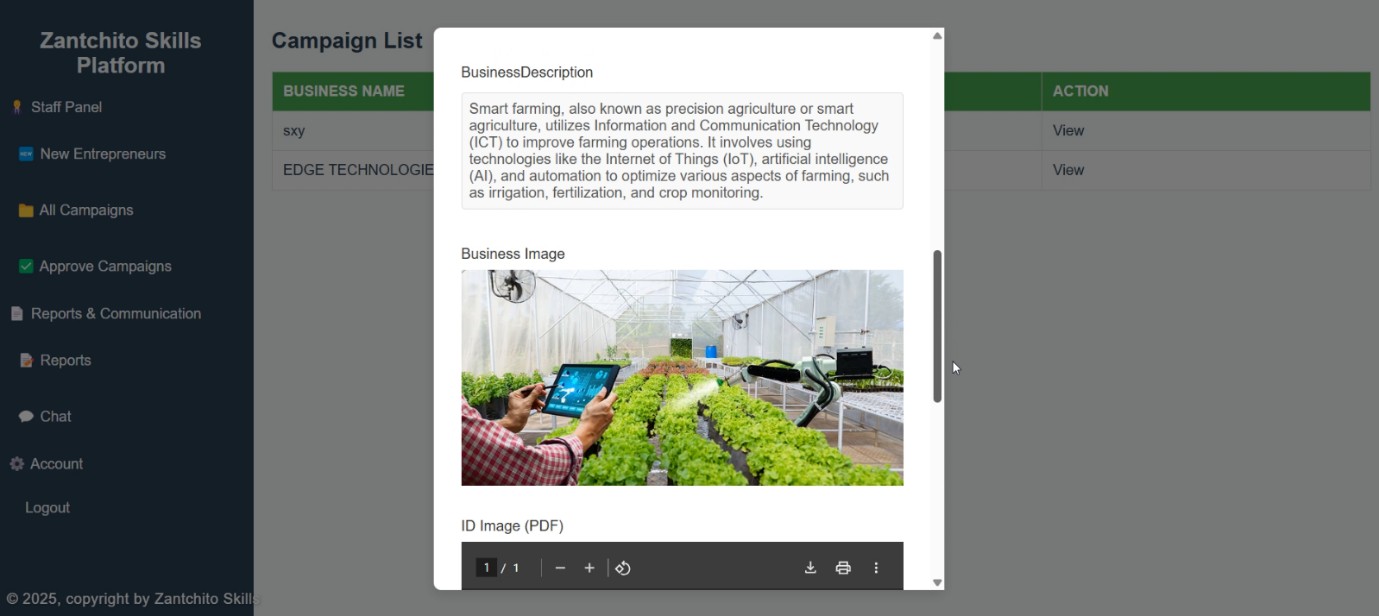 Zantchito Skills
Platform
Staff Panel
New Entrepreneurs
All Campaigns
Approve Campaigns
Reports & Communication
Reports
Chat
Account
Logout
© 2025, copyright by Zantchito Skills
Campaign List
BUSINESS NAME
ACTION
sxy
View
EDGE TECHNOLOGIE
View
BusinessDescription
Smart farming, also known as precision agriculture or smart
agriculture, utilizes Information and Communication Technology
(ICT) to improve farming operations. It involves using
technologies like the Internet of Things (IoT), artificial intelligence
(AI), and automation to optimize various aspects of farming, such
as irrigation, fertilization, and crop monitoring.
Business Image
ID Image (PDF)
1 / 1